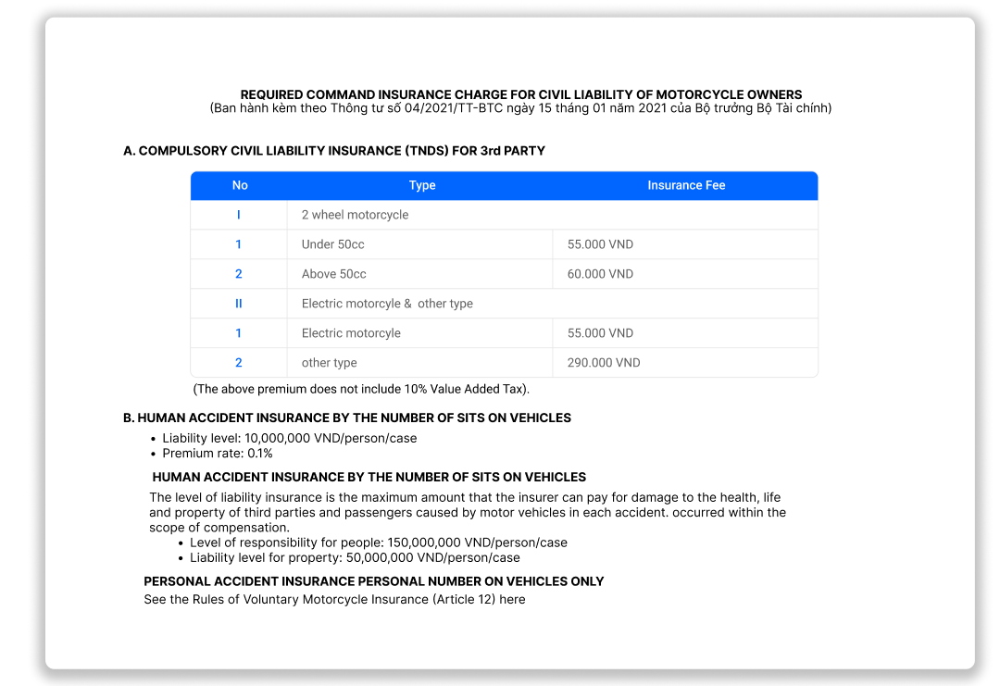 REQUIRED COMMAND INSURANCE CHARGE FOR CIVIL LIABILITY OF MOTORCYCLE OWNERS
(Ban hành kèm theo Thông tư số 04/2021/TT-BTC ngày 15 tháng 01 năm 2021 của Bộ trưởng Bộ Tài chính)
A. COMPULSORY CIVIL LIABILITY INSURANCE (TNDS) FOR 3rd PARTY
No Type Insurance Fee
I 2 wheel motorcycle
1 Under 50cc 55.000 VND
2 Above 50cc 60.000 VND
II Electric motorcyle & other type
1 Electric motorcyle 55.000 VND
2 other type 290.000 VND
(The above premium does not include 10% Value Added Tax).
B. HUMAN ACCIDENT INSURANCE BY THE NUMBER OF SITS ON VEHICLES
• Liability level: 10,000,000 VND/person/case
• Premium rate: 0.1%
HUMAN ACCIDENT INSURANCE BY THE NUMBER OF SITS ON VEHICLES
The level of liability insurance is the maximum amount that the insurer can pay for damage to the health, life
and property of third parties and passengers caused by motor vehicles in each accident. occurred within the
scope of compensation.
• Level of responsibility for people: 150,000,000 VND/person/case
• Liability level for property: 50,000,000 VND/person/case
PERSONAL ACCIDENT INSURANCE PERSONAL NUMBER ON VEHICLES ONLY
See the Rules of Voluntary Motorcycle Insurance (Article 12) here